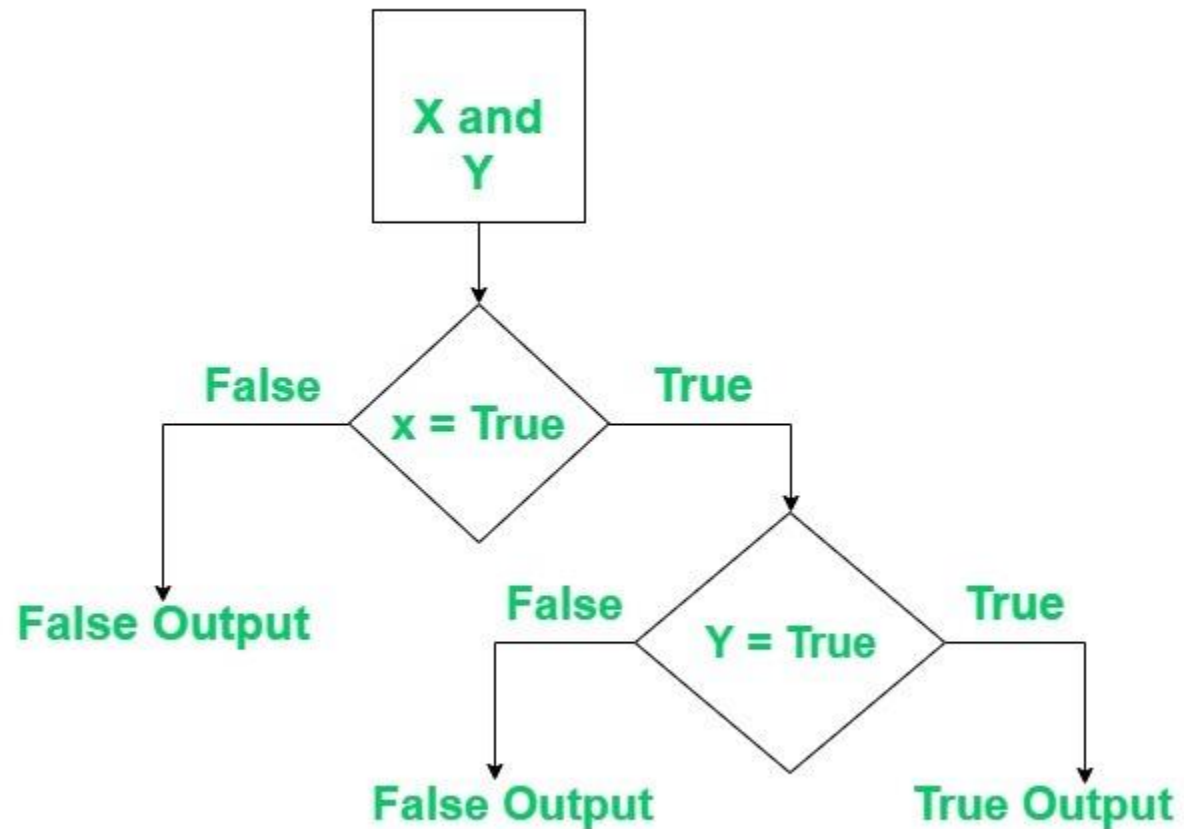 X and
Y
False
True
x = True
False Output
False
True
Y = True
False Output
True Output